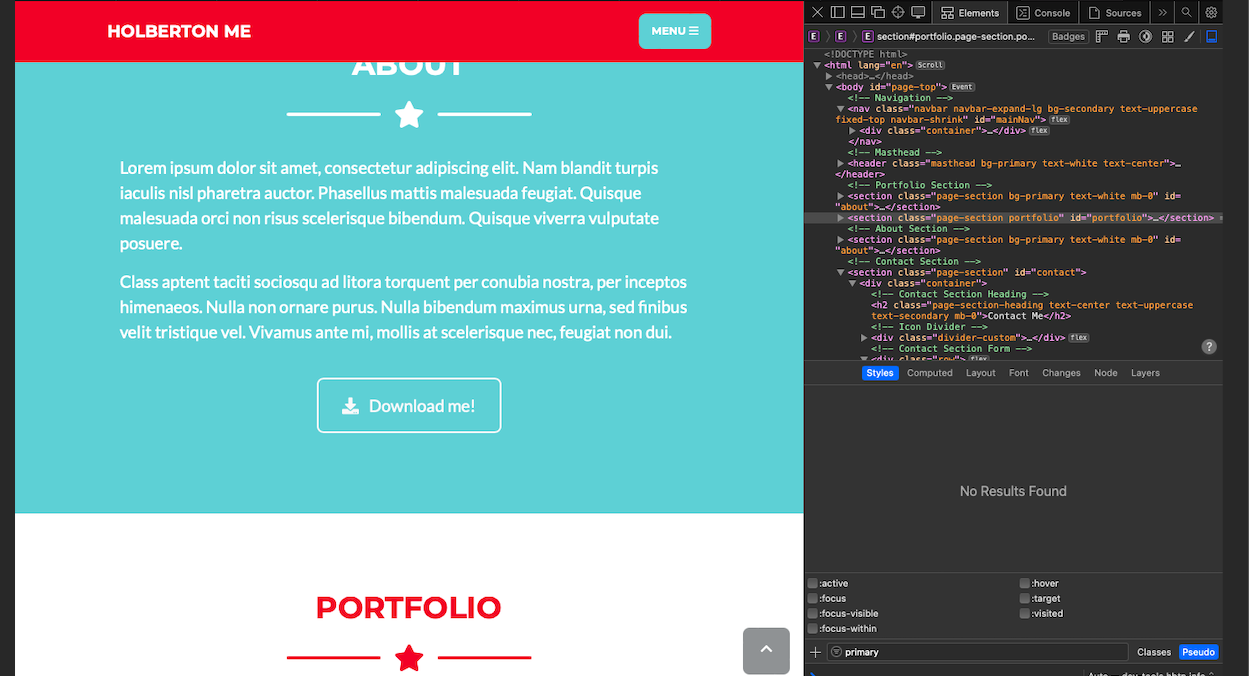 HOLBERTON ME
MENU
ABOUT
Lorem ipsum dolor sit amet, consectetur adipiscing elit. Nam blandit turpis
iaculis nisl pharetra auctor. Phasellus mattis malesuada feugiat. Quisque
malesuada orci non risus scelerisque bibendum. Quisque viverra vulputate
posuere.
Class aptent taciti sociosqu ad litora torquent per conubia nostra, per inceptos
himenaeos. Nulla non ornare purus. Nulla bibendum maximus urna, sed finibus
velit tristique vel. Vivamus ante mi, mollis at scelerisque nec, feugiat non dui.
Download me!
PORTFOLIO
Elements Console Sources
E E E section#portfolio.page-section.po... Badges
<!DOCTYPE html>
<html lang="en"> Scroll
<head>…</head>
<body id="page-top"> Event
<!-- Navigation -->
<nav class="navbar navbar-expand-lg bg-secondary text-uppercase
fixed-top navbar-shrink" id="mainNav"> flex
<div class="container">…</div> flex
</nav>
<!-- Masthead -->
<header class="masthead bg-primary text-white text-center">…
</header>
<!-- Portfolio Section -->
<section class="page-section bg-primary text-white mb-0" id=
"about">…</section>
<section class="page-section portfolio" id="portfolio">…</section> =
<!-- About Section -->
<section class="page-section bg-primary text-white mb-0" id=
"about">…</section>
<!-- Contact Section -->
<section class="page-section" id="contact">
<div class="container">
<!-- Contact Section Heading -->
<h2 class="page-section-heading text-center text-uppercase
text-secondary mb-0">Contact Me</h2>
<!-- Icon Divider -->
<div class="divider-custom">…</div> flex
<!-- Contact Section Form -->
<div class="row"> flex
?
Styles Computed Layout Font Changes Node Layers
No Results Found
:active :hover
:focus :target
:focus-visible :visited
:focus-within
primary Classes Pseudo
Auto — dev-tools.hbtn.info